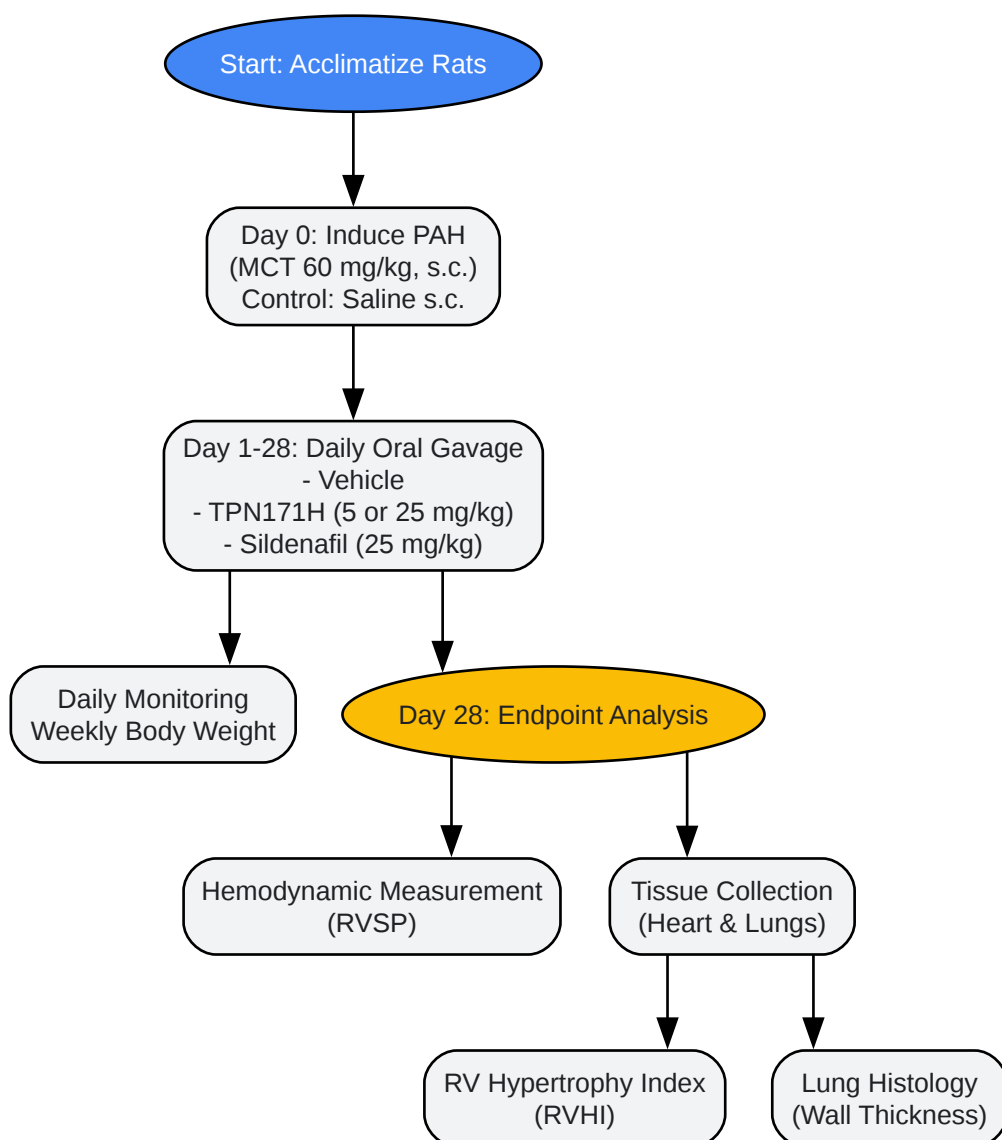 Start: Acclimatize Rats
Day 0: Induce PAH
(MCT 60 mg/kg, s.c.)
Control: Saline s.c.
Day 1-28: Daily Oral Gavage
- Vehicle
- TPN171H (5 or 25 mg/kg)
- Sildenafil (25 mg/kg)
Daily Monitoring
Weekly Body Weight
Day 28: Endpoint Analysis
Hemodynamic Measurement
(RVSP)
Tissue Collection
(Heart & Lungs)
RV Hypertrophy Index
(RVHI)
Lung Histology
(Wall Thickness)